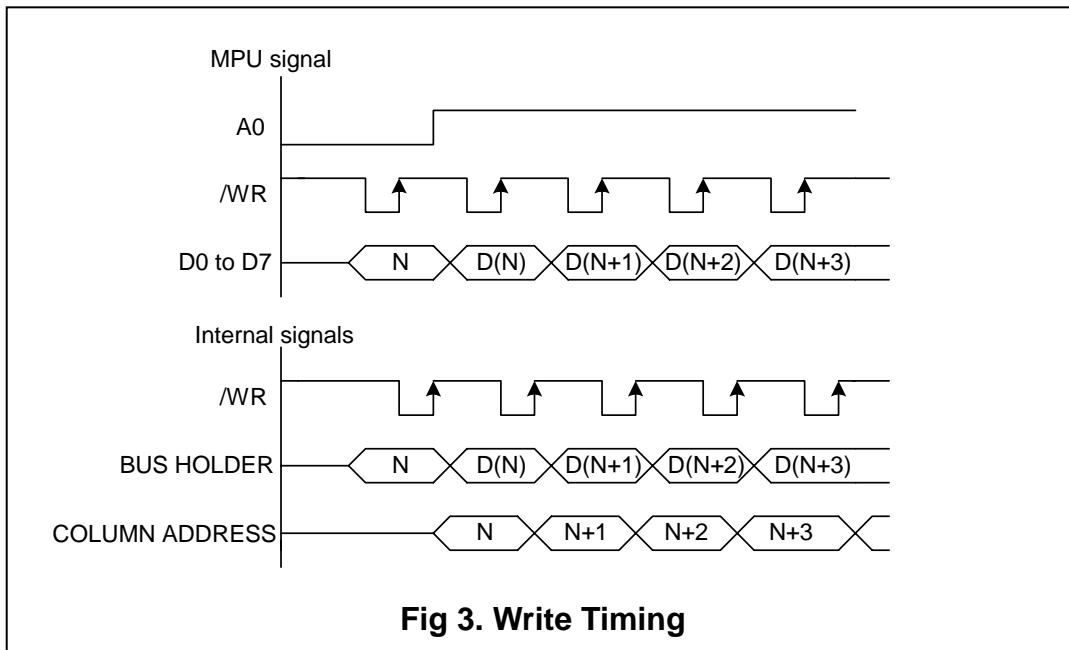 MPU signal
A0
/WR
D0 to D7 N D(N) D(N+1) D(N+2) D(N+3)
Internal signals
/WR
BUS HOLDER N D(N) D(N+1) D(N+2) D(N+3)
COLUMN ADDRESS N N+1 N+2 N+3
Fig 3. Write Timing